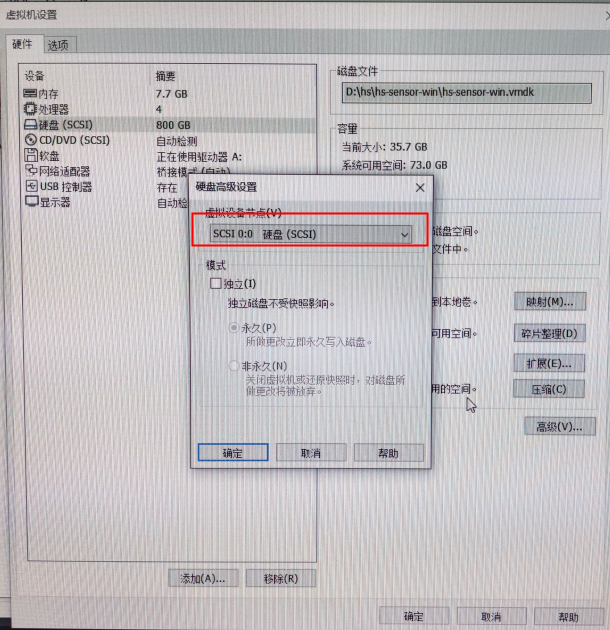 虚拟机设置
硬件 选项
设备 摘要
内存 7.7 GB
处理器 4
硬盘 (SCSI) 800 GB
CD/DVD (SCSI) 自动检测
软盘 正在使用驱动器 A:
网络适配器 桥接模式 (自动)
USB 控制器 存在
显示器 自动检
磁盘文件
D:\hs\hs-sensor-win\hs-sensor-win.vmdk
容量
当前大小: 35.7 GB
系统可用空间: 73.0 GB
磁盘空间。
文件中。
到本地卷。 映射(M)...
可用空间。 碎片整理(D)
扩展(E)...
用的空间。 压缩(C)
高级(V)...
硬盘高级设置
虚拟设备节点(V)
SCSI 0:0 硬盘 (SCSI)
模式
独立(I)
独立磁盘不受快照影响。
永久(P)
所做更改立即永久写入磁盘。
非永久(N)
关闭虚拟机或还原快照时，对磁盘所
做更改将被放弃。
确定 取消 帮助
添加(A)... 移除(R)
确定 取消 帮助